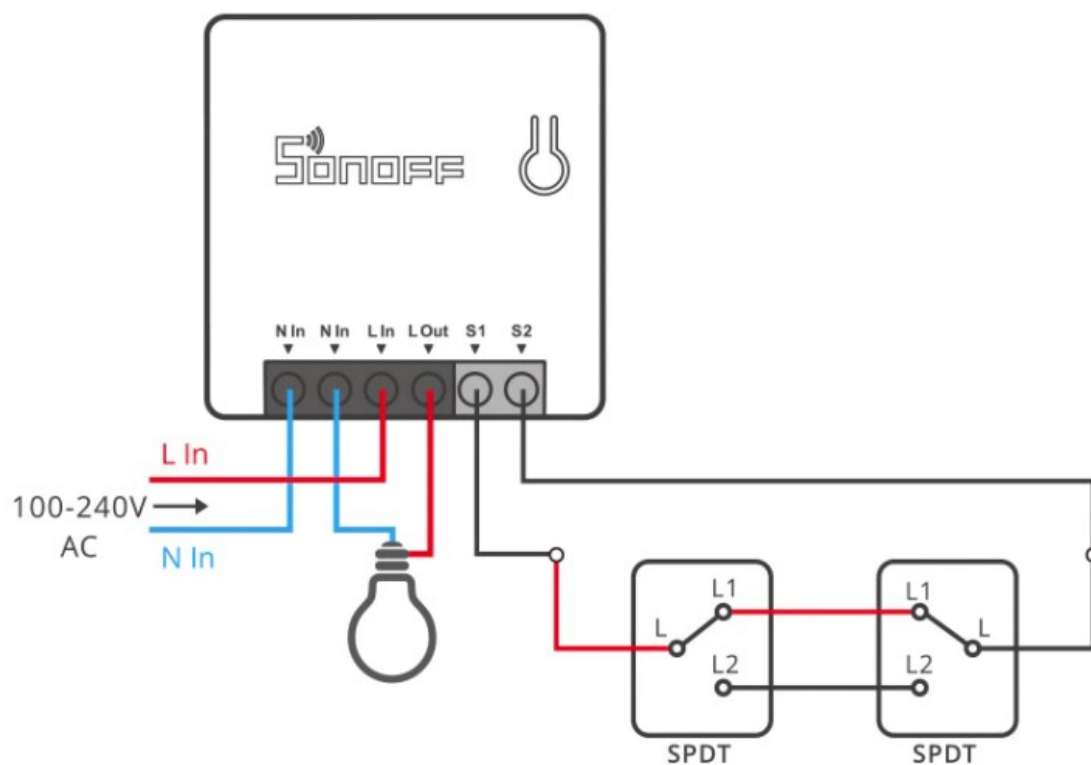 SONOFF
N In N In L In L Out S1 S2
L In
100-240V
AC
N In
L1
L
L2
L1
L
L2
SPDT
SPDT